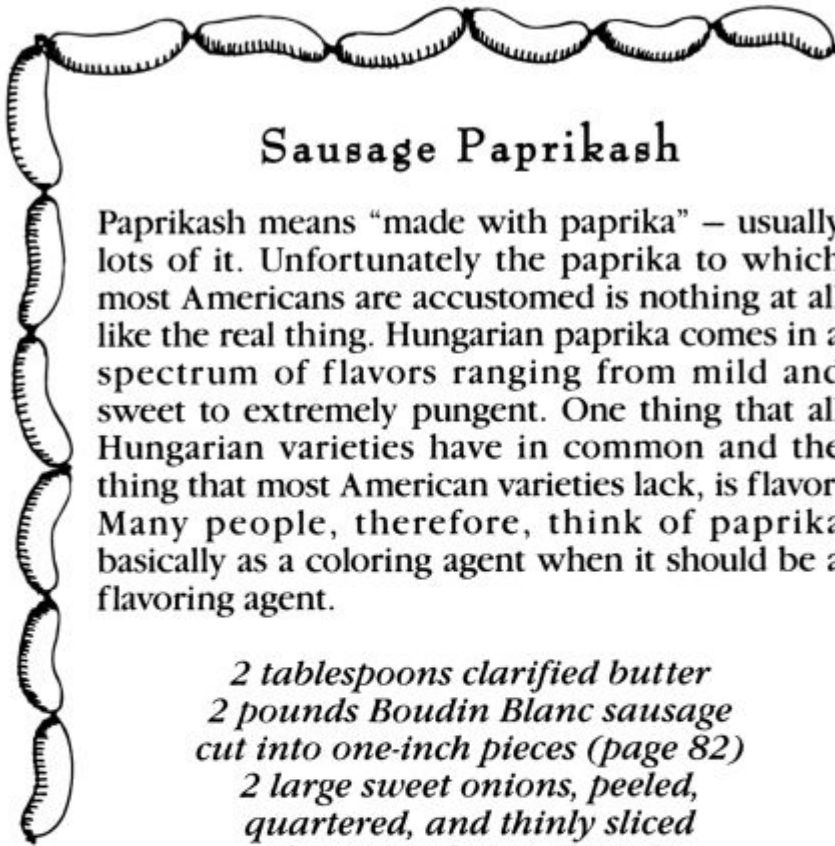 Sausage Paprikash
Paprikash means “made with paprika” – usually
lots of it. Unfortunately the paprika to which
most Americans are accustomed is nothing at all
like the real thing. Hungarian paprika comes in a
spectrum of flavors ranging from mild and
sweet to extremely pungent. One thing that all
Hungarian varieties have in common and the
thing that most American varieties lack, is flavor.
Many people, therefore, think of paprika
basically as a coloring agent when it should be a
flavoring agent.
2 tablespoons clarified butter
2 pounds Boudin Blanc sausage
cut into one-inch pieces (page 82)
2 large sweet onions, peeled,
quartered, and thinly sliced